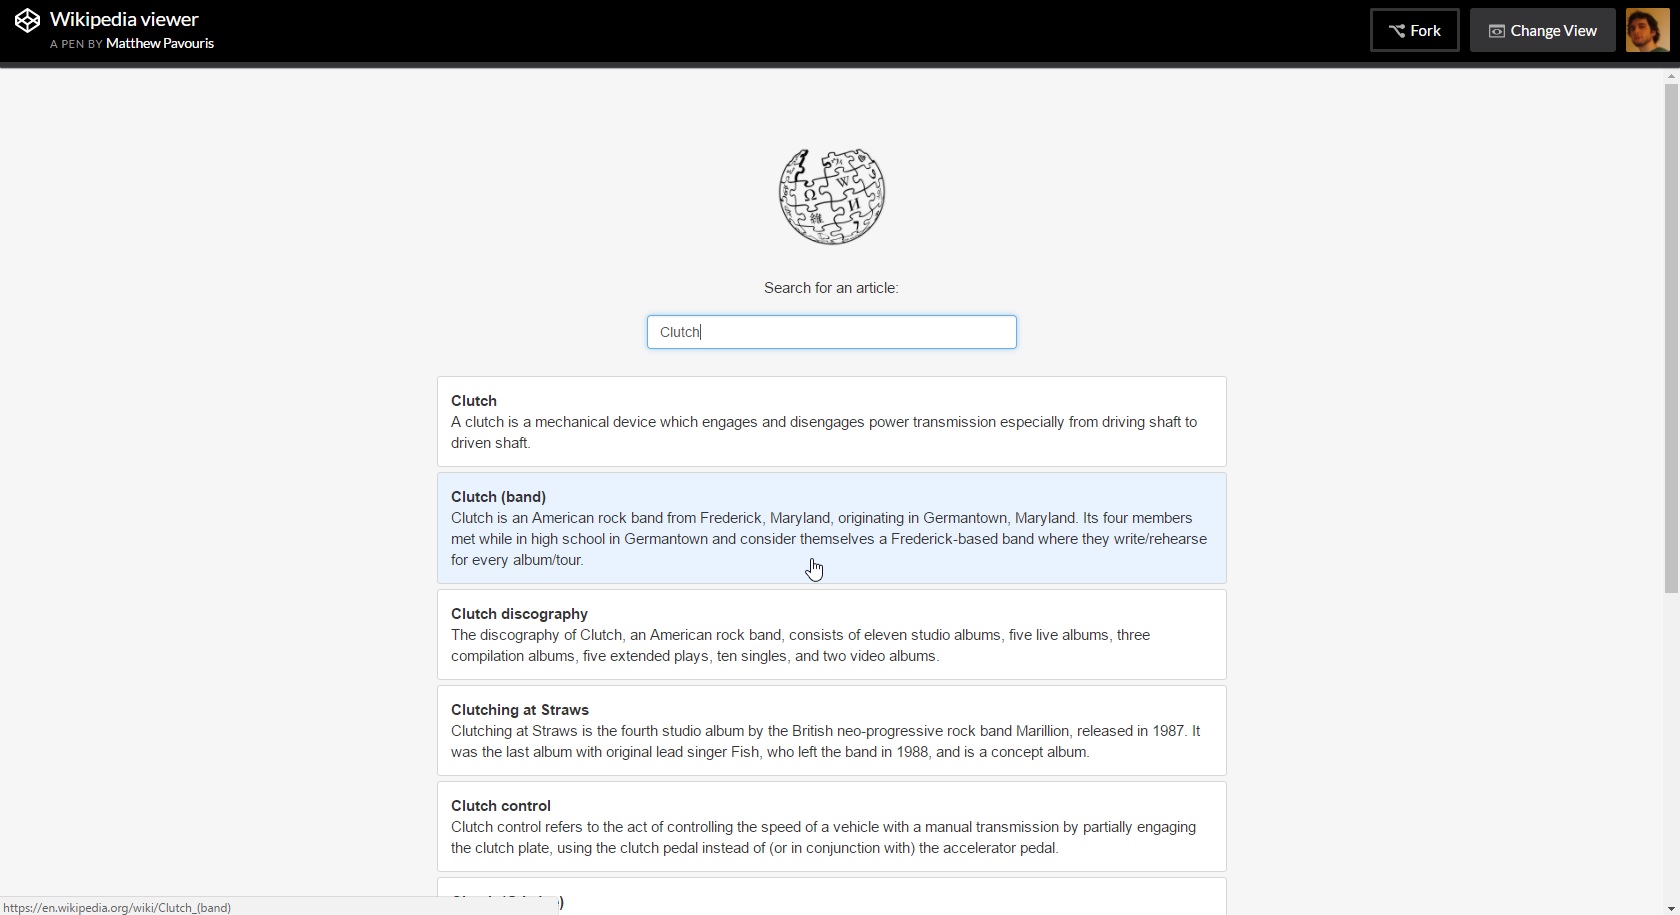 Wikipedia viewer
A PEN BY Matthew Pavouris
Fork
Change View
Ω W И 維
Search for an article:
Clutch
Clutch
A clutch is a mechanical device which engages and disengages power transmission especially from driving shaft to
driven shaft.
Clutch (band)
Clutch is an American rock band from Frederick, Maryland, originating in Germantown, Maryland. Its four members
met while in high school in Germantown and consider themselves a Frederick-based band where they write/rehearse
for every album/tour.
Clutch discography
The discography of Clutch, an American rock band, consists of eleven studio albums, five live albums, three
compilation albums, five extended plays, ten singles, and two video albums.
Clutching at Straws
Clutching at Straws is the fourth studio album by the British neo-progressive rock band Marillion, released in 1987. It
was the last album with original lead singer Fish, who left the band in 1988, and is a concept album.
Clutch control
Clutch control refers to the act of controlling the speed of a vehicle with a manual transmission by partially engaging
the clutch plate, using the clutch pedal instead of (or in conjunction with) the accelerator pedal.
https://en.wikipedia.org/wiki/Clutch_(band)